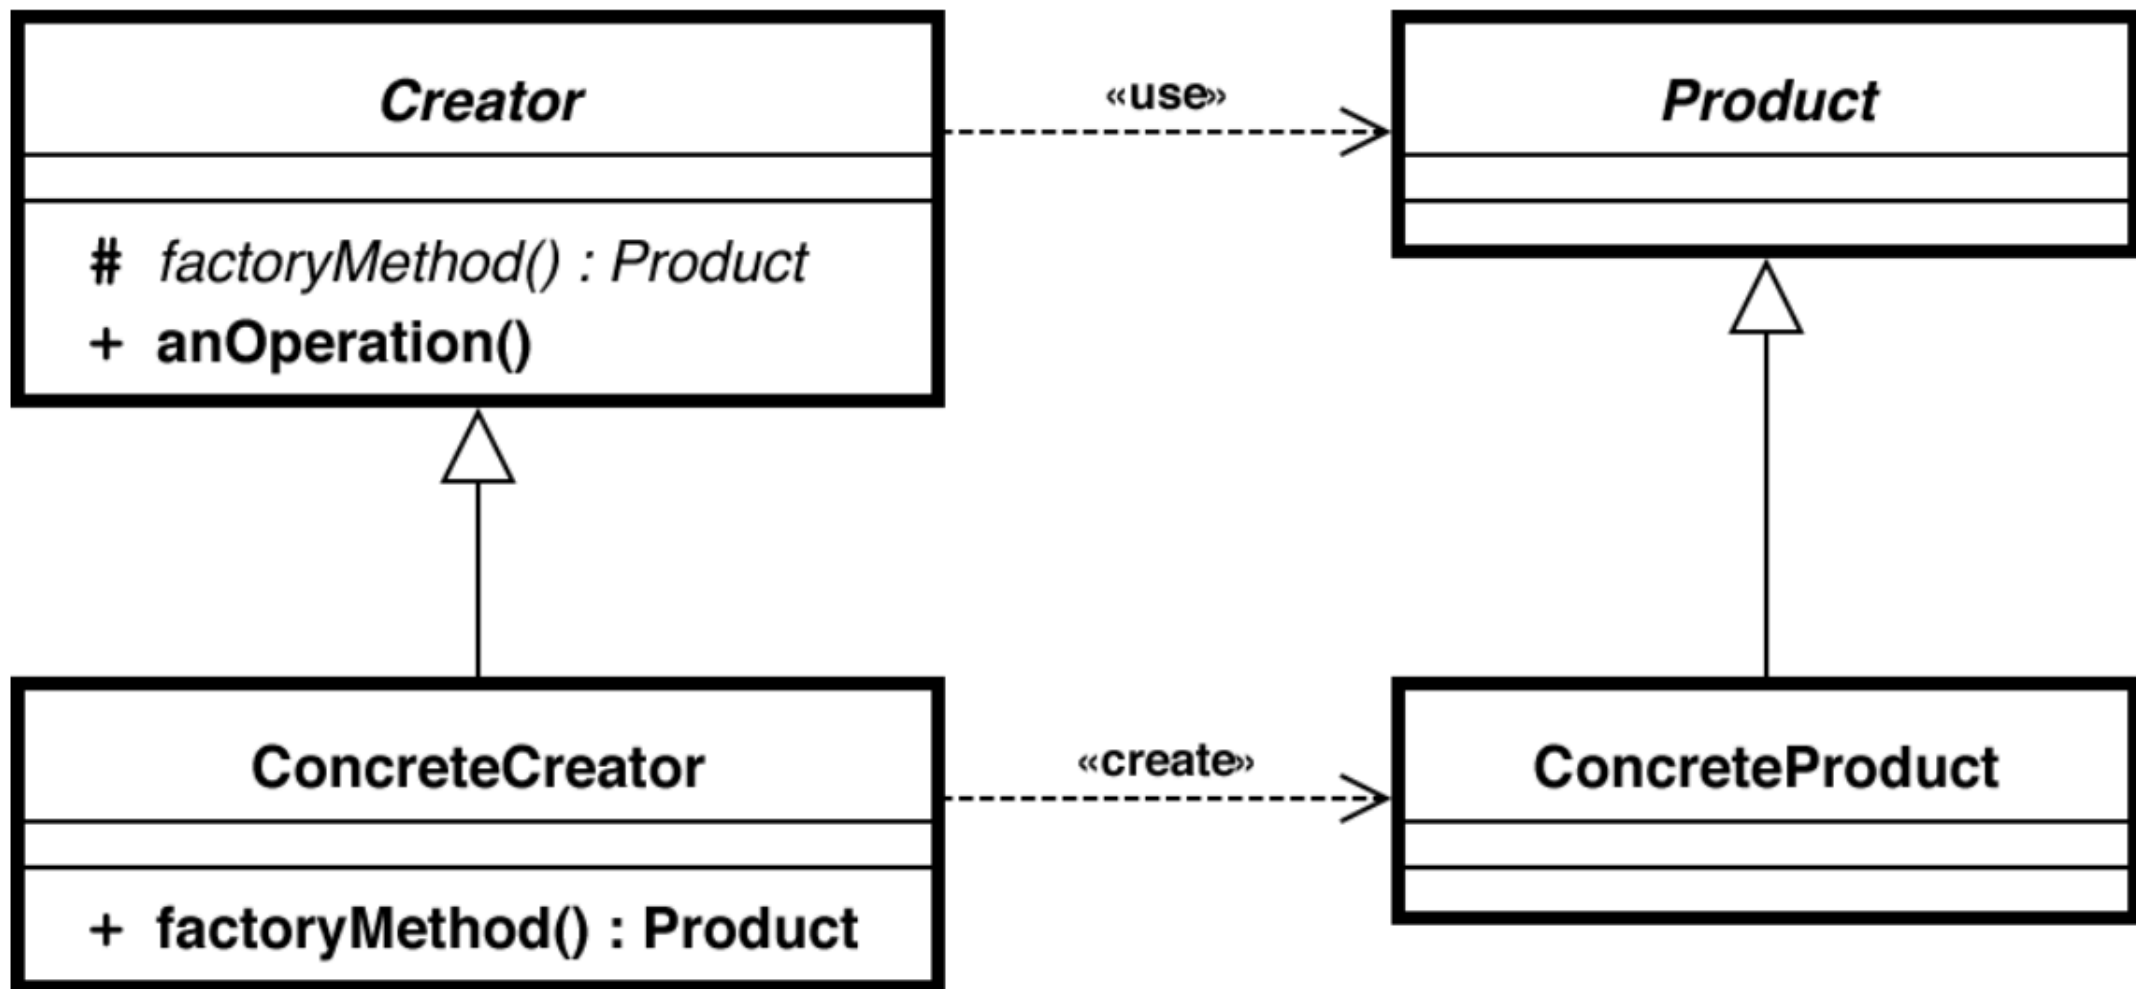 Creator
«use»
Product
# factoryMethod() : Product
+ anOperation()
ConcreteCreator
«create»
ConcreteProduct
+ factoryMethod() : Product